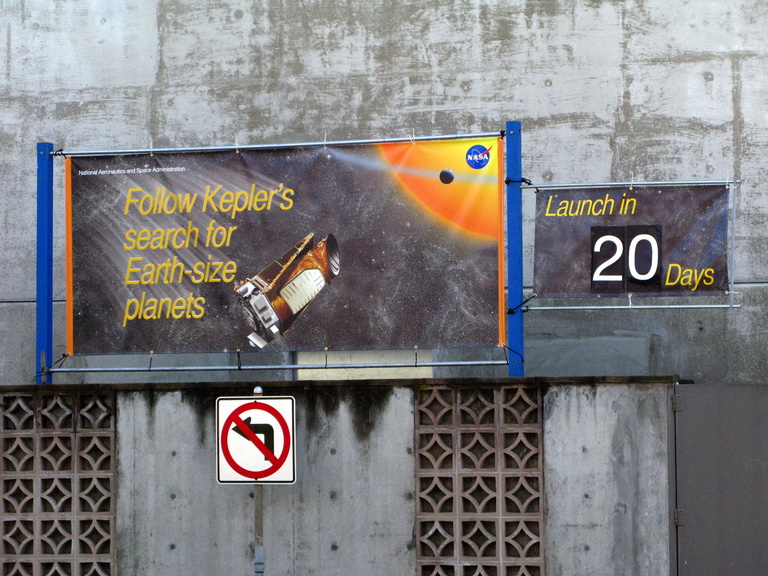 National Aeronautics and Space Administration
NASA
Follow Kepler's
search for
Earth-size
planets
Launch in
20
Days